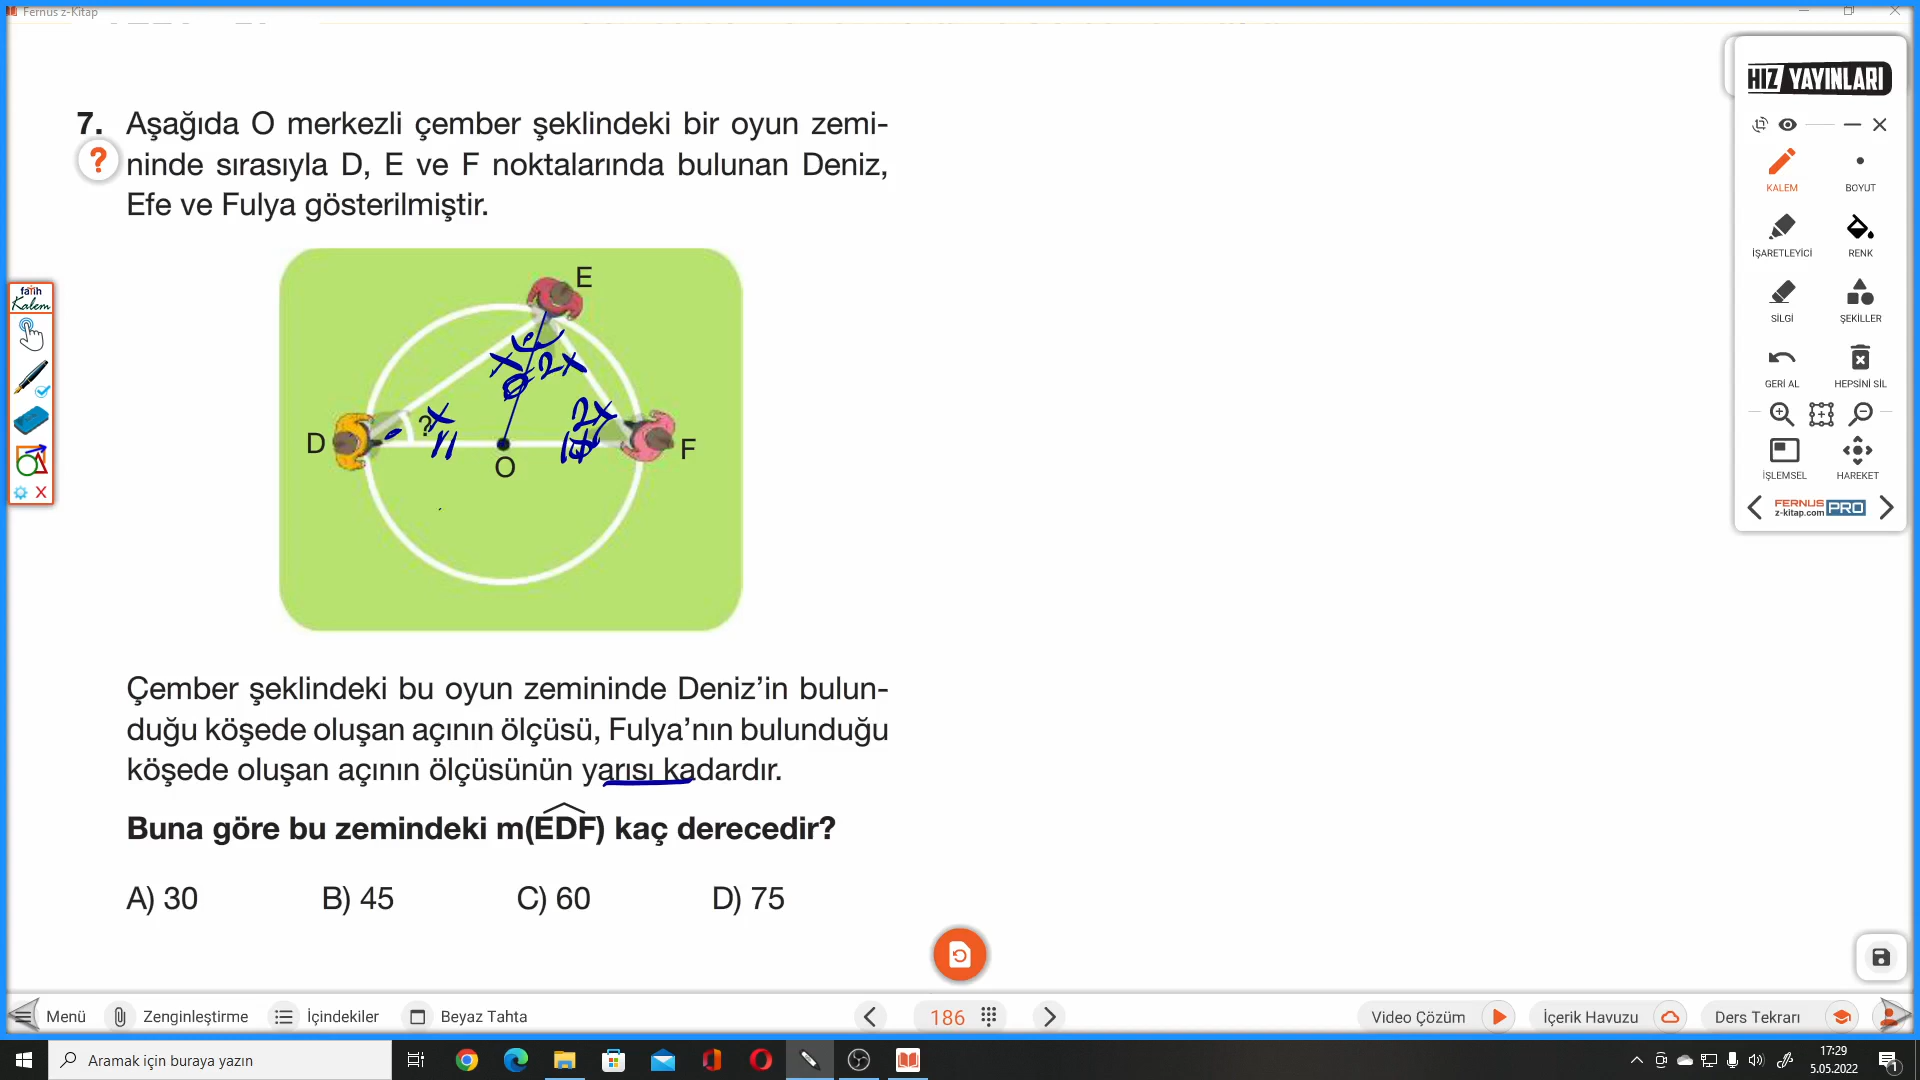 Fernus z-Kitap
HIZ YAYINLARI
7. Aşağıda O merkezli çember şeklindeki bir oyun zemi-
? ninde sırasıyla D, E ve F noktalarında bulunan Deniz,
Efe ve Fulya gösterilmiştir.
E
x 2x
D
? x
2x
O
F
Çember şeklindeki bu oyun zemininde Deniz’in bulun-
duğu köşede oluşan açının ölçüsü, Fulya’nın bulunduğu
köşede oluşan açının ölçüsünün yarısı kadardır.
Buna göre bu zemindeki m(EDF) kaç derecedir?
A) 30 B) 45 C) 60 D) 75
fatih
Kalem
KALEM BOYUT
İŞARETLEYİCİ RENK
SİLGİ ŞEKİLLER
GERİ AL HEPSİNİ SİL
İŞLEMSEL HAREKET
FERNUS
z-kitap.com PRO
Menü Zenginleştirme İçindekiler Beyaz Tahta 186 Video Çözüm İçerik Havuzu Ders Tekrarı
Aramak için buraya yazın
17:29
5.05.2022
1